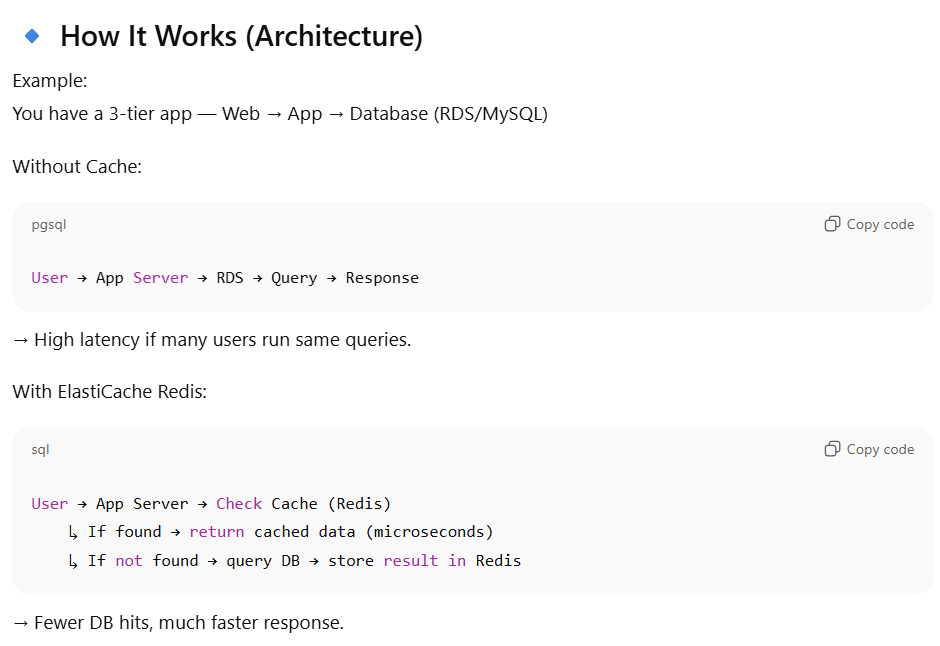 How It Works (Architecture)
Example:
You have a 3-tier app — Web → App → Database (RDS/MySQL)
Without Cache:
pgsql
Copy code
User → App Server → RDS → Query → Response
→ High latency if many users run same queries.
With ElastiCache Redis:
sql
Copy code
User → App Server → Check Cache (Redis)
↳ If found → return cached data (microseconds)
↳ If not found → query DB → store result in Redis
→ Fewer DB hits, much faster response.